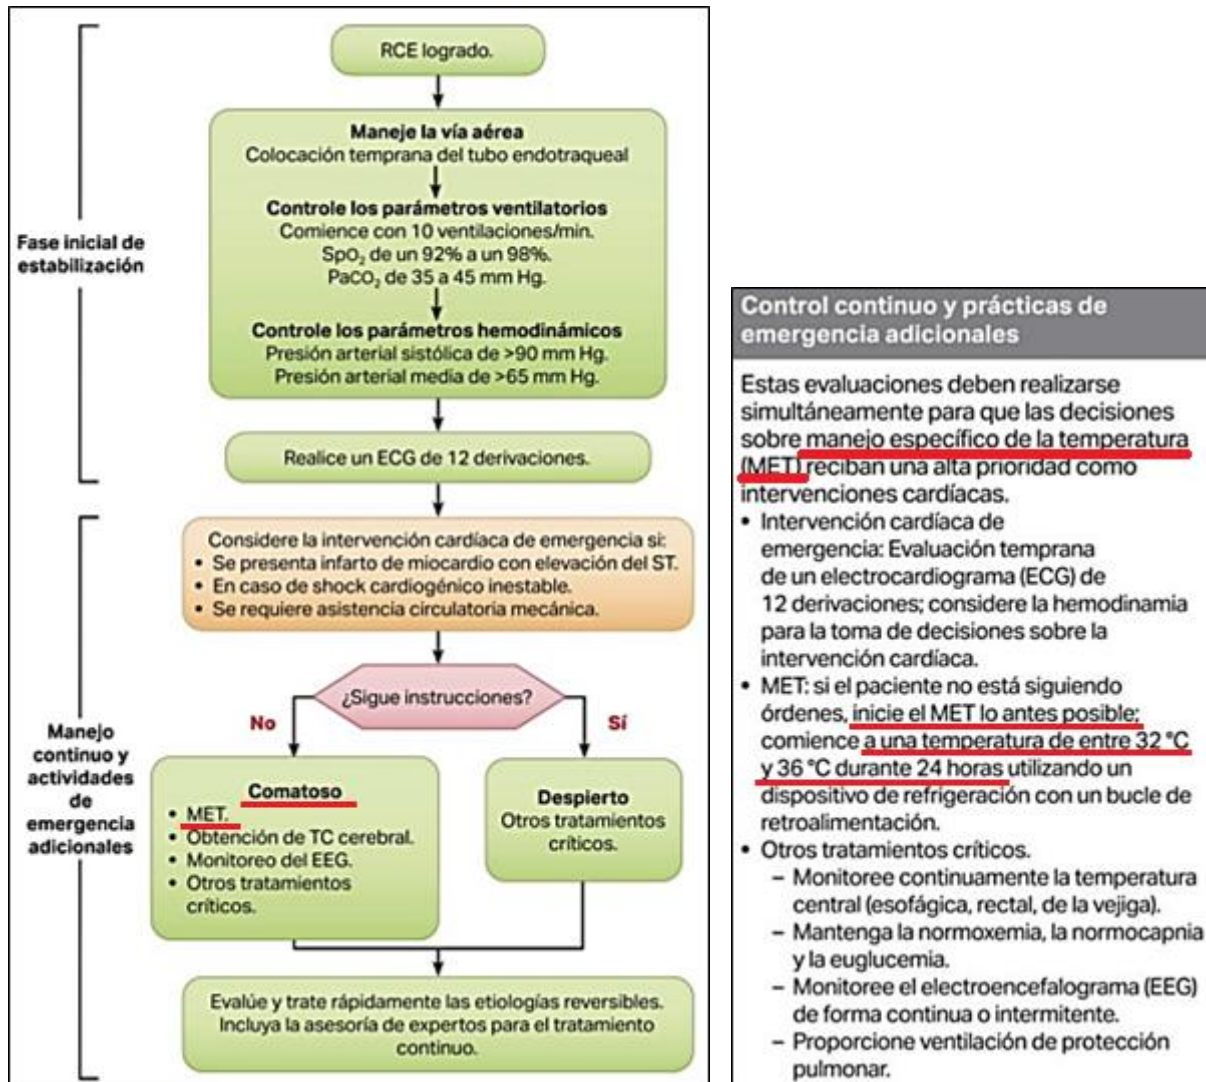 RCE logrado.
Maneje la vía aérea
Colocación temprana del tubo endotraqueal
Controle los parámetros ventilatorios
Comience con 10 ventilaciones/min.
SpO₂ de un 92% a un 98%.
PaCO₂ de 35 a 45 mm Hg.
Controle los parámetros hemodinámicos
Presión arterial sistólica de >90 mm Hg.
Presión arterial media de >65 mm Hg.
Fase inicial de
estabilización
Realice un ECG de 12 derivaciones.
Considere la intervención cardíaca de emergencia si:
• Se presenta infarto de miocardio con elevación del ST.
• En caso de shock cardiogénico inestable.
• Se requiere asistencia circulatoria mecánica.
¿Sigue instrucciones?
No
Sí
Manejo
continuo y
actividades
de
emergencia
adicionales
Comatoso
• MET.
• Obtención de TC cerebral.
• Monitoreo del EEG.
• Otros tratamientos
críticos.
Despierto
Otros tratamientos
críticos.
Evalúe y trate rápidamente las etiologías reversibles.
Incluya la asesoría de expertos para el tratamiento
continuo.
Control continuo y prácticas de
emergencia adicionales
Estas evaluaciones deben realizarse
simultáneamente para que las decisiones
sobre manejo específico de la temperatura
(MET) reciban una alta prioridad como
intervenciones cardíacas.
• Intervención cardíaca de
emergencia: Evaluación temprana
de un electrocardiograma (ECG) de
12 derivaciones; considere la hemodinamia
para la toma de decisiones sobre la
intervención cardíaca.
• MET: si el paciente no está siguiendo
órdenes, inicie el MET lo antes posible;
comience a una temperatura de entre 32 °C
y 36 °C durante 24 horas utilizando un
dispositivo de refrigeración con un bucle de
retroalimentación.
• Otros tratamientos críticos.
– Monitoree continuamente la temperatura
central (esofágica, rectal, de la vejiga).
– Mantenga la normoxemia, la normocapnia
y la euglucemia.
– Monitoree el electroencefalograma (EEG)
de forma continua o intermitente.
– Proporcione ventilación de protección
pulmonar.